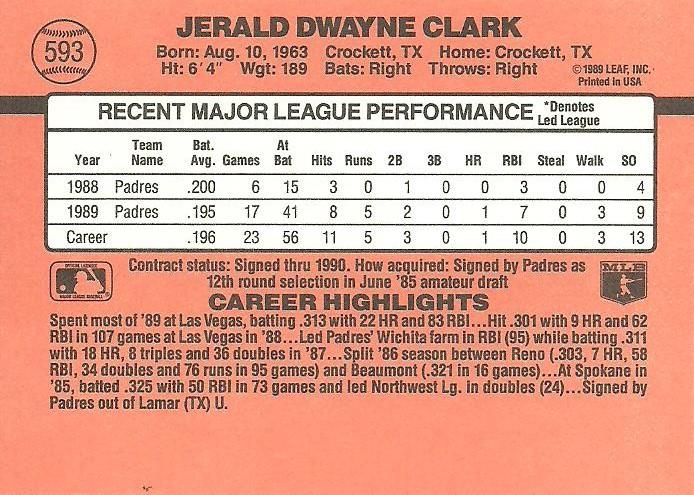 593
JERALD DWAYNE CLARK
Born: Aug. 10, 1963 Crockett, TX Home: Crockett, TX
Ht: 6'4" Wgt: 189 Bats: Right Throws: Right
©1989 LEAF, INC.
Printed in USA
RECENT MAJOR LEAGUE PERFORMANCE *Denotes
Led League
Year Team Name Bat. Avg. Games At Bat Hits Runs 2B 3B HR RBI Steal Walk SO
1988 Padres .200 6 15 3 0 1 0 0 3 0 0 4
1989 Padres .195 17 41 8 5 2 0 1 7 0 3 9
Career .196 23 56 11 5 3 0 1 10 0 3 13
MAJOR LEAGUE BASEBALL
Contract status: Signed thru 1990. How acquired: Signed by Padres as
12th round selection in June '85 amateur draft
MLB
CAREER HIGHLIGHTS
Spent most of '89 at Las Vegas, batting .313 with 22 HR and 83 RBI...Hit .301 with 9 HR and 62
RBI in 107 games at Las Vegas in '88...Led Padres' Wichita farm in RBI (95) while batting .311
with 18 HR, 8 triples and 36 doubles in '87...Split '86 season between Reno (.303, 7 HR, 58
RBI, 34 doubles and 76 runs in 95 games) and Beaumont (.321 in 16 games)...At Spokane in
'85, batted .325 with 50 RBI in 73 games and led Northwest Lg. in doubles (24)...Signed by
Padres out of Lamar (TX) U.